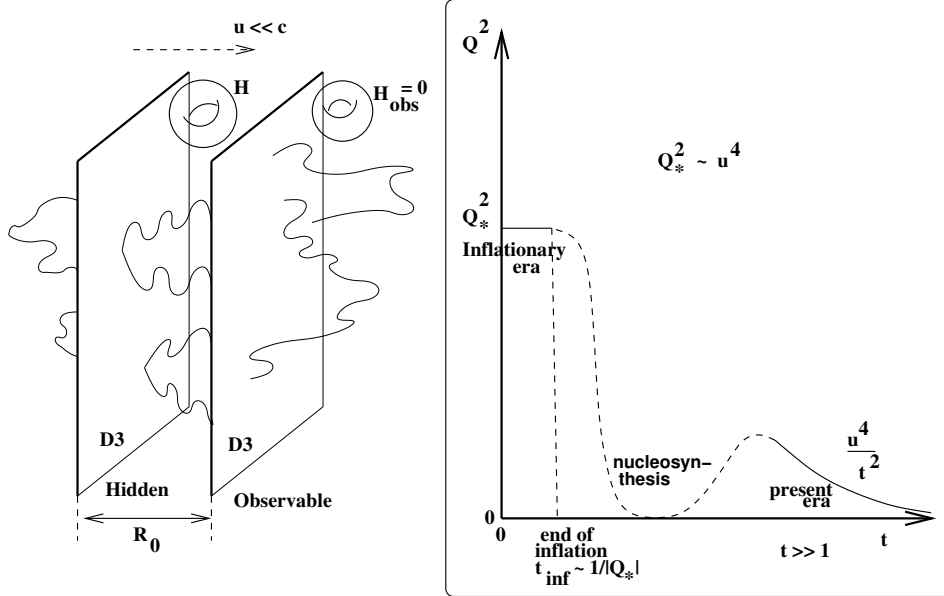 u << c
H
H_obs = 0
D3
D3
Hidden
Observable
R_0
Q^2
Q_*^2 ~ u^4
Q_*^2
Inflationary
era
nucleosyn-
thesis
u^4
t^2
present
era
0
0
end of
inflation
t_inf ~ 1/|Q_*|
t >> 1
t